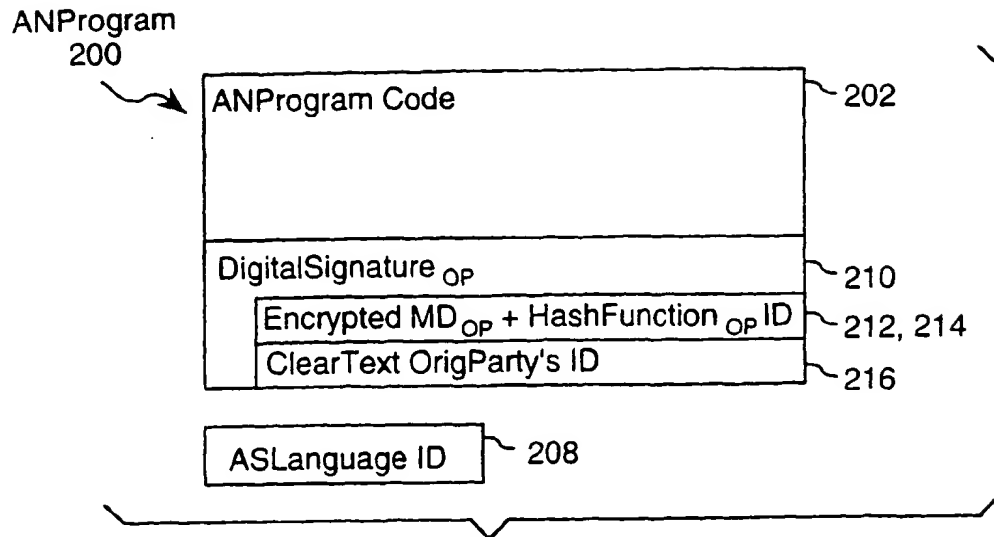 ANProgram
200
ANProgram Code
202
DigitalSignature OP
210
Encrypted MD OP + HashFunction OP ID
212, 214
ClearText OrigParty's ID
216
ASLanguage ID
208